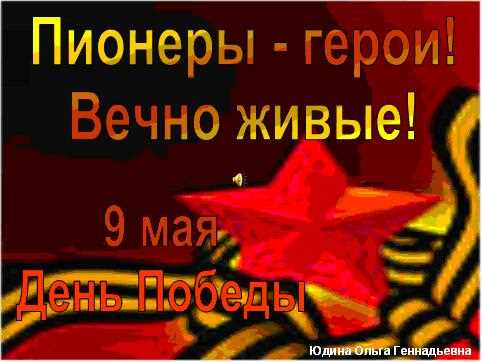 Пионеры - герои!
Вечно живые!
9 мая
День Победы
Юдина Ольга Геннадьевна